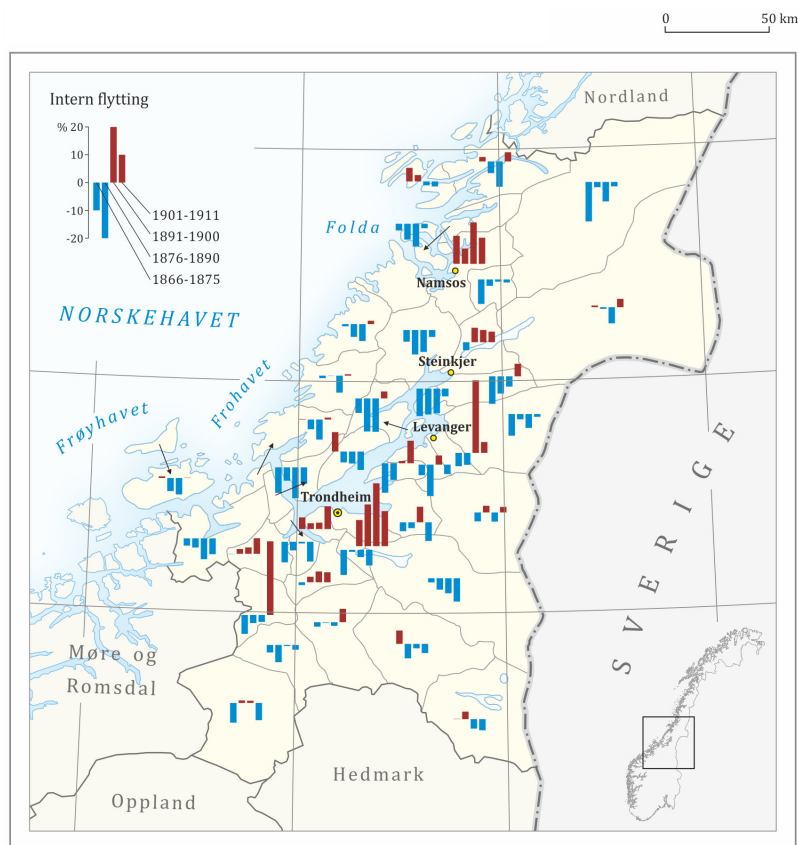 0
50 km
Intern flytting
% 20
10
0
-10
-20
1901-1911
1891-1900
1876-1890
1866-1875
Nordland
Folda
Namsos
NORSKEHAVET
Steinkjer
Frohavet
Frøyhavet
Levanger
Trondheim
SVERIGE
Møre og
Romsdal
Hedmark
Oppland